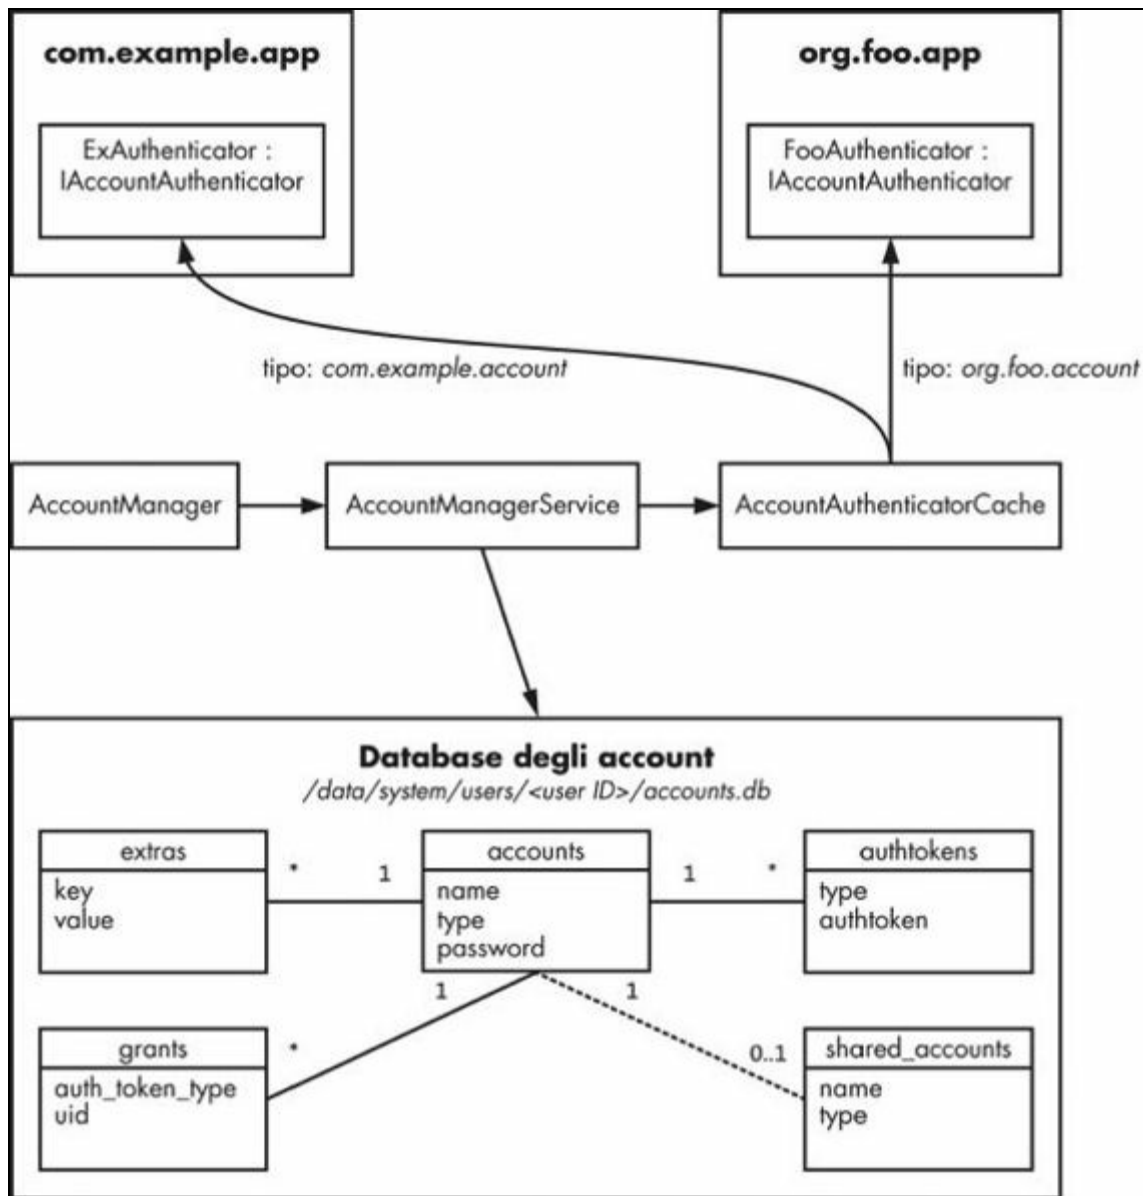 com.example.app
ExAuthenticator :
IAccountAuthenticator
org.foo.app
FooAuthenticator :
IAccountAuthenticator
tipo: com.example.account
tipo: org.foo.account
AccountManager
AccountManagerService
AccountAuthenticatorCache
Database degli account
/data/system/users/<user ID>/accounts.db
extras
key
value
*
1
accounts
name
type
password
1
*
authtokens
type
authtoken
1
*
grants
auth_token_type
uid
1
0..1
shared_accounts
name
type